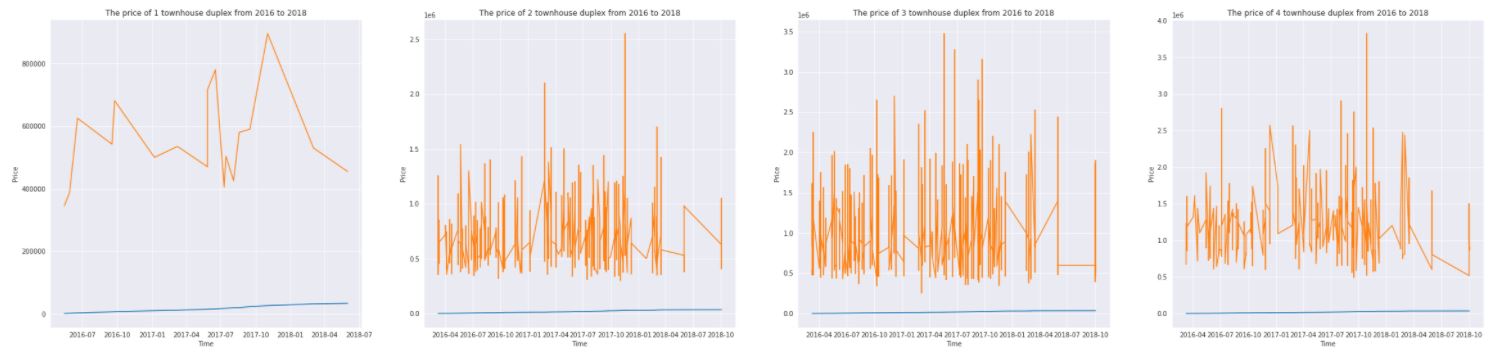 The price of 1 townhouse duplex from 2016 to 2018
800000
600000
400000
200000
0
Price
2016-07 2016-10 2017-01 2017-04 2017-07 2017-10 2018-01 2018-04 2018-07
Time
The price of 2 townhouse duplex from 2016 to 2018
1e6
2.5
2.0
1.5
1.0
0.5
0.0
Price
2016-04 2016-07 2016-10 2017-01 2017-04 2017-07 2017-10 2018-01 2018-04 2018-07 2018-10
Time
The price of 3 townhouse duplex from 2016 to 2018
1e6
3.5
3.0
2.5
2.0
1.5
1.0
0.5
0.0
Price
2016-04 2016-07 2016-10 2017-01 2017-04 2017-07 2017-10 2018-01 2018-04 2018-07 2018-10
Time
The price of 4 townhouse duplex from 2016 to 2018
1e6
4.0
3.5
3.0
2.5
2.0
1.5
1.0
0.5
0.0
Price
2016-04 2016-07 2016-10 2017-01 2017-04 2017-07 2017-10 2018-01 2018-04 2018-07 2018-10
Time